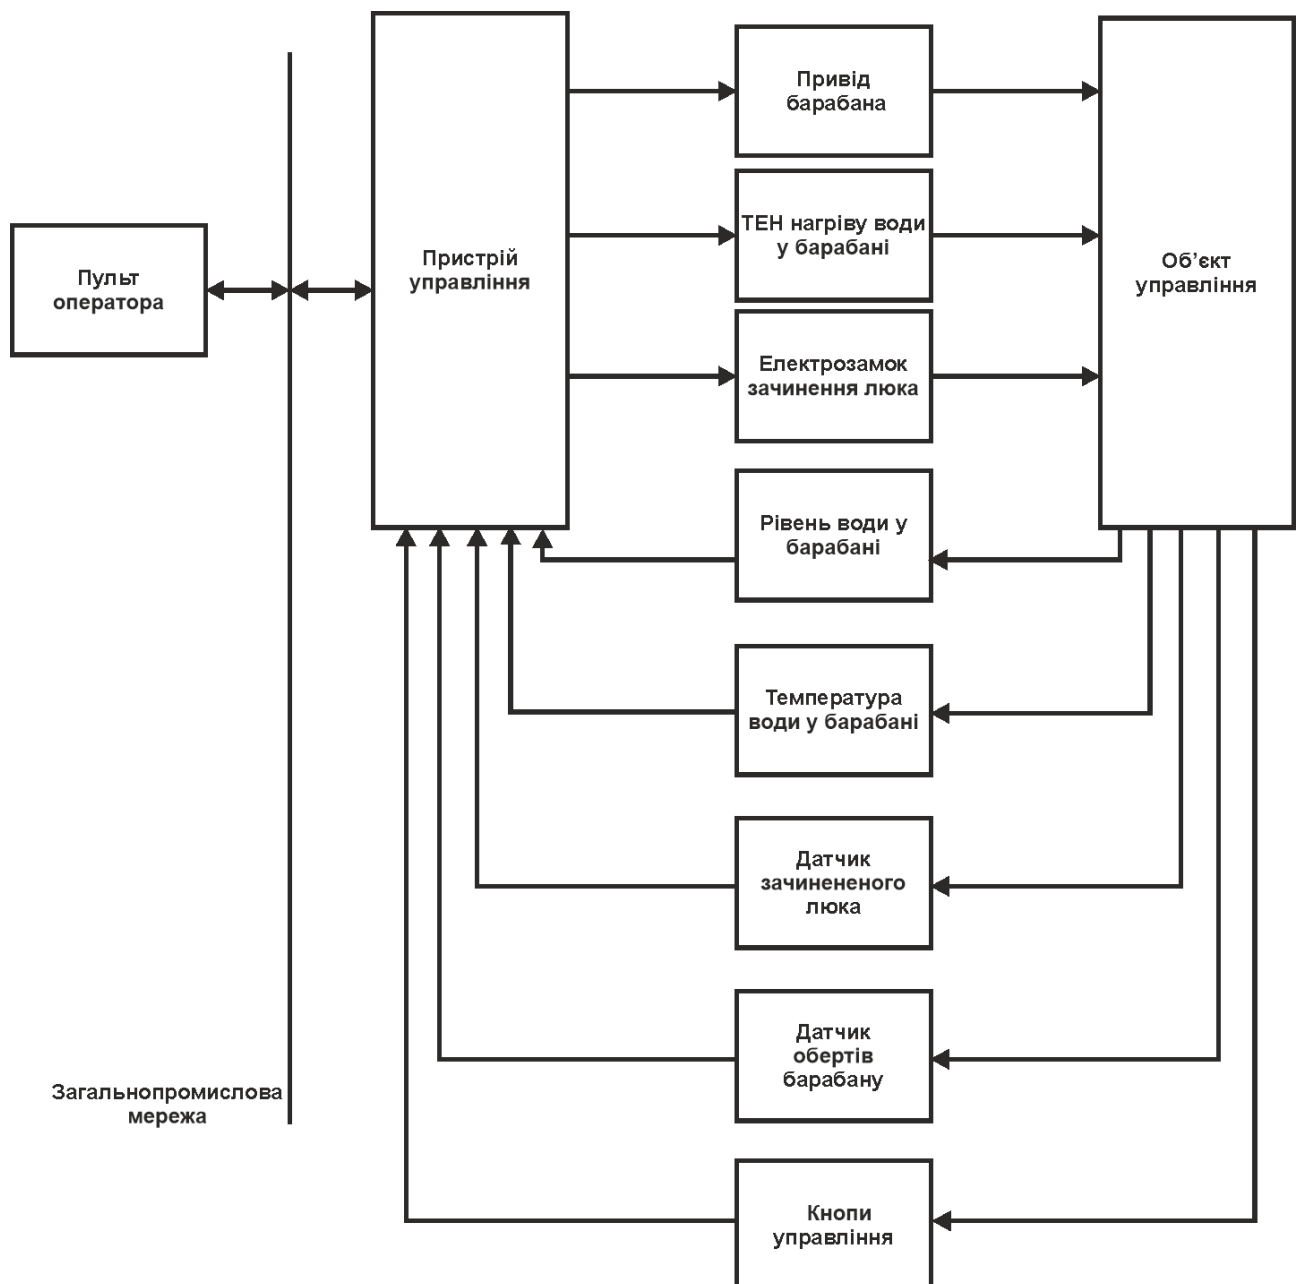 Привід
барабана
ТЕН нагріву води
у барабані
Пристрій
управління
Об’єкт
управління
Пульт
оператора
Електрозамок
зачинення люка
Рівень води у
барабані
Температура
води у барабані
Датчик
зачинененого
люка
Датчик
обертів
барабану
Загальнопромислова
мережа
Кнопи
управління